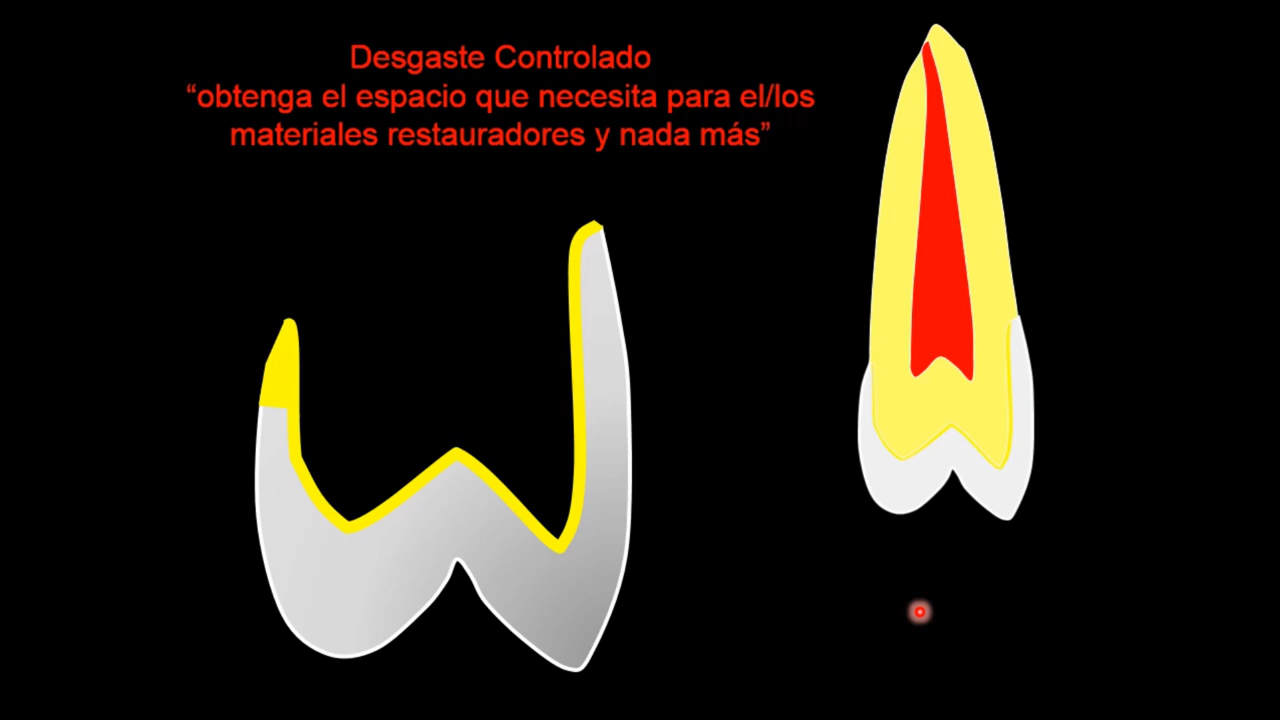 Desgaste Controlado
“obtenga el espacio que necesita para el/los
materiales restauradores y nada más”